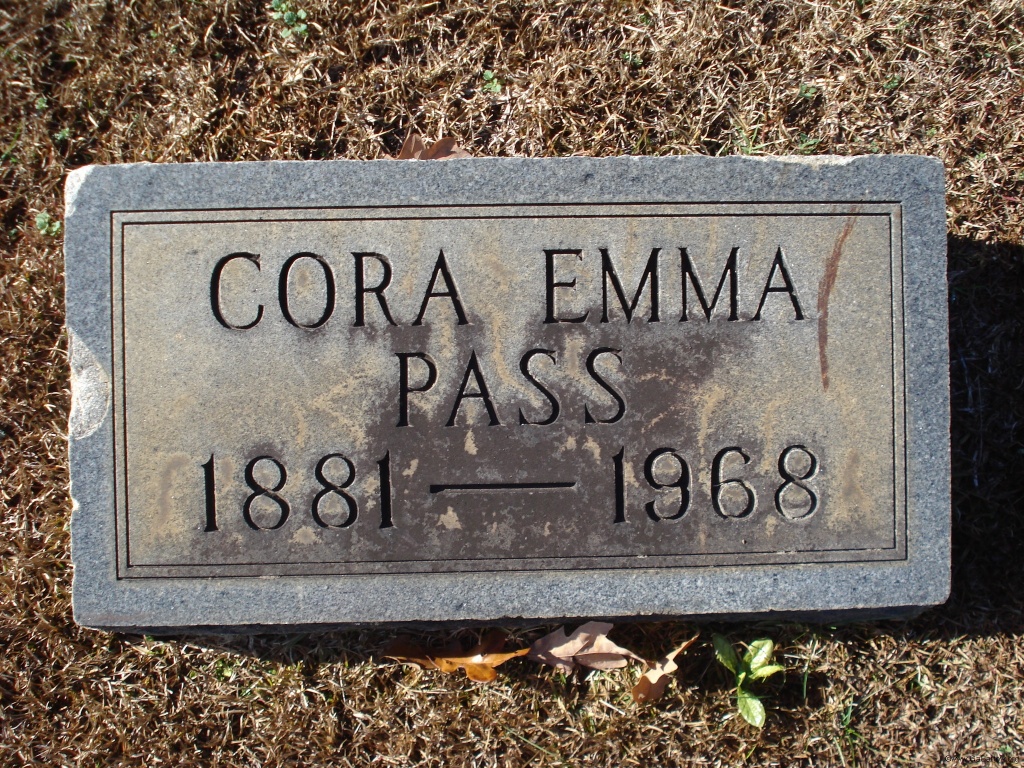 CORA EMMA
PASS
1881 — 1968